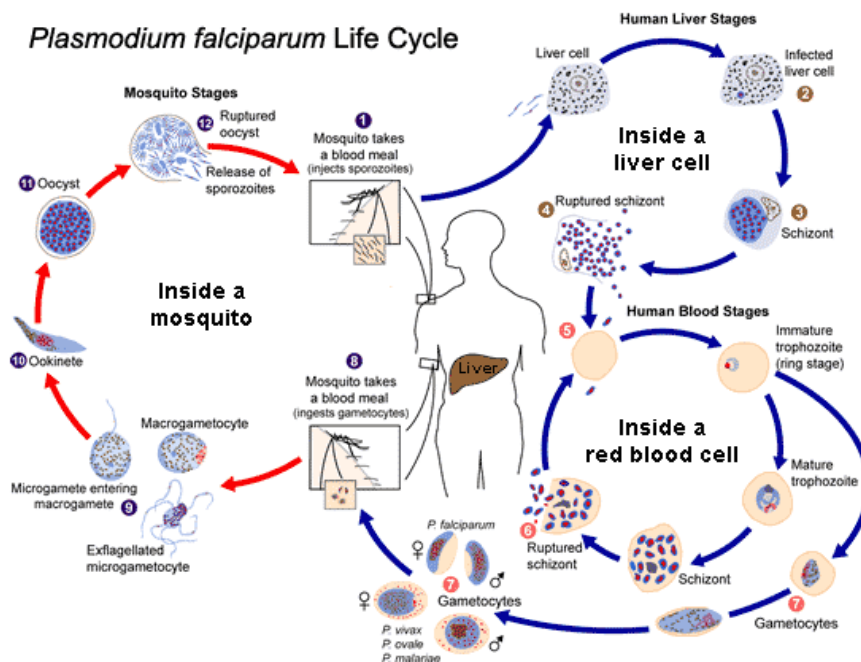 Plasmodium falciparum Life Cycle
Human Liver Stages
Liver cell
Infected
liver cell
2
Mosquito Stages
12
Ruptured
oocyst
Release of
sporozoites
1
Mosquito takes
a blood meal
(injects sporozoites)
Inside a
liver cell
11 Oocyst
4
Ruptured schizont
3
Schizont
Inside a
mosquito
Human Blood Stages
5
Immature
trophozoite
(ring stage)
10 Ookinete
8
Mosquito takes
a blood meal
(ingests gametocytes)
Liver
Inside a
red blood cell
Macrogametocyte
Mature
trophozoite
Microgamete entering
macrogamete 9
Exflagellated
microgametocyte
6
Ruptured
schizont
Schizont
P. falciparum
♀
7
♂
Gametocytes
♀
P. vivax
P. ovale
P. malariae
♂
7
Gametocytes